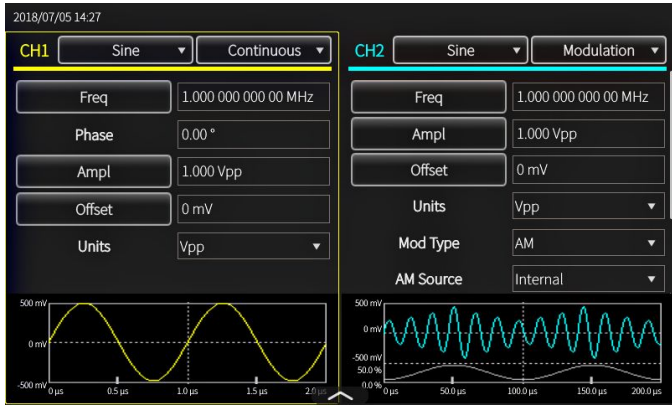 2018/07/05 14:27
CH1 Sine Continuous
Freq 1.000 000 000 00 MHz
Phase 0.00 °
Ampl 1.000 Vpp
Offset 0 mV
Units Vpp
500 mV
0 mV
-500 mV
0 µs 0.5 µs 1.0 µs 1.5 µs 2.0 µs
CH2 Sine Modulation
Freq 1.000 000 000 00 MHz
Ampl 1.000 Vpp
Offset 0 mV
Units Vpp
Mod Type AM
AM Source Internal
500 mV
0 mV
-500 mV
50.0 %
0.0 %
0 µs 50.0 µs 100.0 µs 150.0 µs 200.0 µs